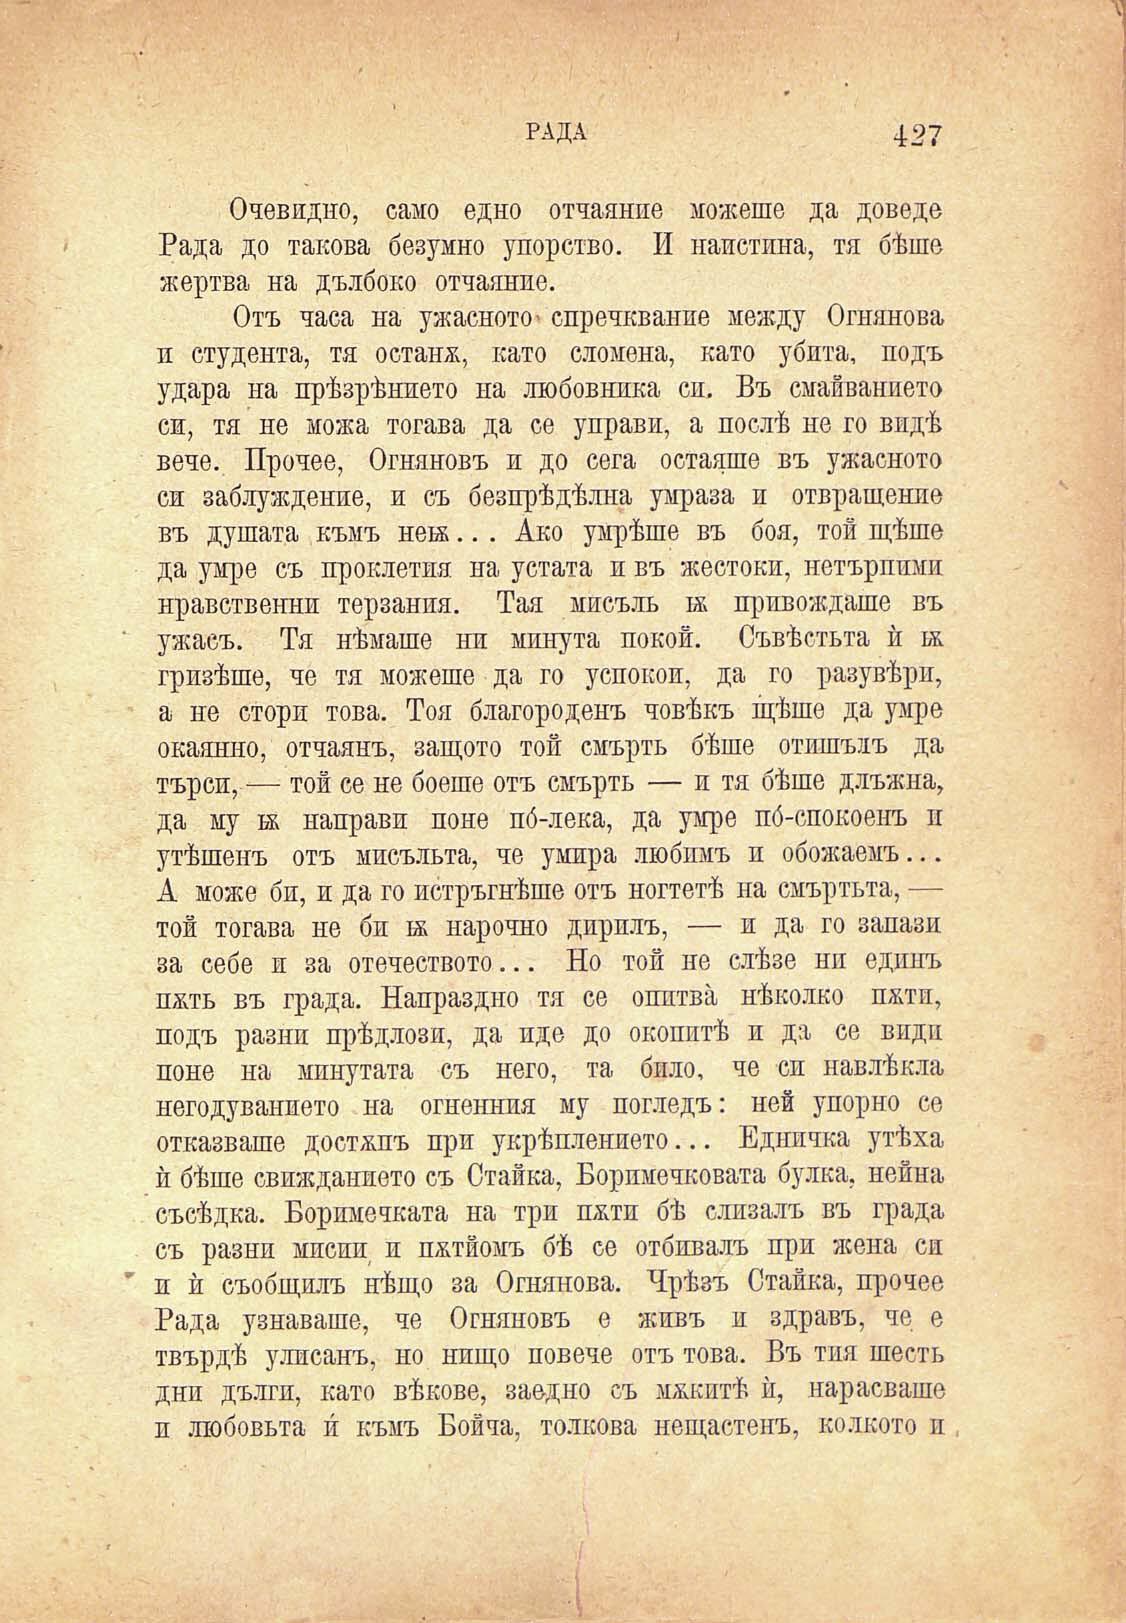 РАДА 427
Очевидно, само едно отчаяние можеше да доведе
Рада до такова безумно упорство. И наистина, тя бѣше
жертва на дълбоко отчаяние.
Отъ часа на ужасното спречквание между Огнянова
и студента, тя останѫ, като сломена, като убита, подъ
удара на прѣзрѣнието на любовника си. Въ смайванието
си, тя не можа тогава да се управи, а послѣ не го видѣ
вече. Прочее, Огняновъ и до сега остаяше въ ужасното
си заблуждение, и съ безпрѣдѣлна умраза и отвращение
въ душата къмъ неѭ... Ако умрѣше въ боя, той щѣше
да умре съ проклетия на устата и въ жестоки, нетърпими
нравственни терзания. Тая мисъль ѭ привождаше въ
ужасъ. Тя нѣмаше ни минута покой. Съвѣстьта ѝ ѭ
гризѣше, че тя можеше да го успокои, да го разувѣри,
а не стори това. Тоя благороденъ човѣкъ щѣше да умре
окаянно, отчаянъ, защото той смърть бѣше отишълъ да
търси, — той се не боеше отъ смърть — и тя бѣше длъжна,
да му ѭ направи поне по́-лека, да умре по́-спокоенъ и
утѣшенъ отъ мисъльта, че умира любимъ и обожаемъ...
А може би, и да го истръгнѣше отъ ногтетѣ на смъртьта, —
той тогава не би ѭ нарочно дирилъ, — и да го запази
за себе и за отечеството... Но той не слѣзе ни единъ
пѫть въ града. Напраздно тя се опитва̀ нѣколко пѫти,
подъ разни прѣдлози, да иде до окопитѣ и да се види
поне на минутата съ него, та било, че си навлѣкла
негодуванието на огненния му погледъ: ней упорно се
отказваше достѫпъ при укрѣплението... Едничка утѣха
ѝ бѣше свижданието съ Стайка, Боримечковата булка, нейна
съсѣдка. Боримечката на три пѫти бѣ слизалъ въ града
съ разни мисии, и пѫтйомъ бѣ се отбивалъ при жена си
и ѝ съобщилъ нѣщо за Огнянова. Чрѣзъ Стайка, прочее
Рада узнаваше, че Огняновъ е живъ и здравъ, че е
твърдѣ улисанъ, но нищо повече отъ това. Въ тия шесть
дни дълги, като вѣкове, заедно съ мѫкитѣ ѝ, нарасваше
и любовьта ѝ къмъ Бойча, толкова нещастенъ, колкото и